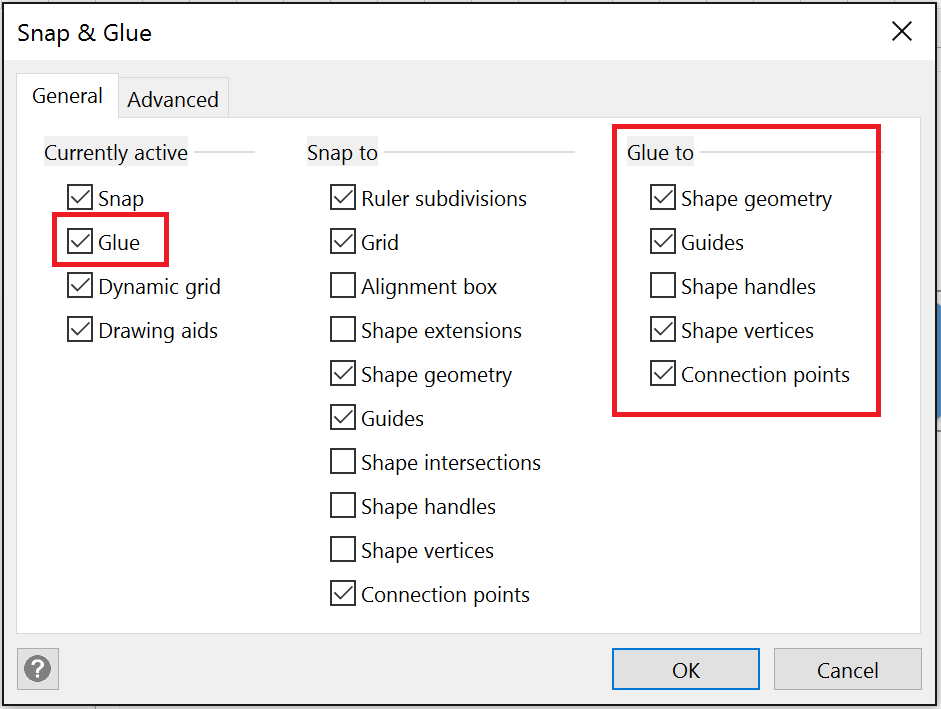 Snap & Glue
General
Advanced
Currently active
Snap
Glue
Dynamic grid
Drawing aids
Snap to
Ruler subdivisions
Grid
Alignment box
Shape extensions
Shape geometry
Guides
Shape intersections
Shape handles
Shape vertices
Connection points
Glue to
Shape geometry
Guides
Shape handles
Shape vertices
Connection points
?
OK
Cancel